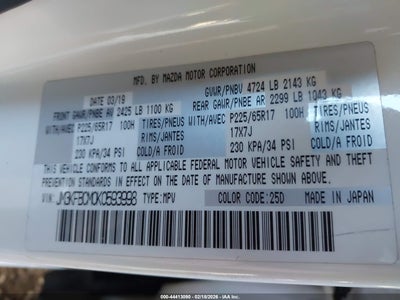 MFD. BY MAZDA MOTOR CORPORATION
DATE 03/19 GVWR/PNBV 4724 LB 2143 KG
FRONT GAWR/PNBE AV 2425 LB 1100 KG REAR GAWR/PNBE AR 2299 LB 1043 KG
WITH/AVEC P225/65R17 100H TIRES/PNEUS WITH/AVEC P225/65R17 100H TIRES/PNEUS
17X7J RIMS/JANTES 17X7J RIMS/JANTES
230 KPA/34 PSI COLD/A FROID 230 KPA/34 PSI COLD/A FROID
THIS VEHICLE CONFORMS TO ALL APPLICABLE FEDERAL MOTOR VEHICLE SAFETY AND BUMPER
STANDARDS IN EFFECT ON THE DATE OF MANUFACTURE SHOWN ABOVE.
VIN: JM3KFBCM0K0593998 TYPE:MPV COLOR CODE:25D MADE IN JAPAN
000-44413090 - 02/18/2026 - IAA Inc.